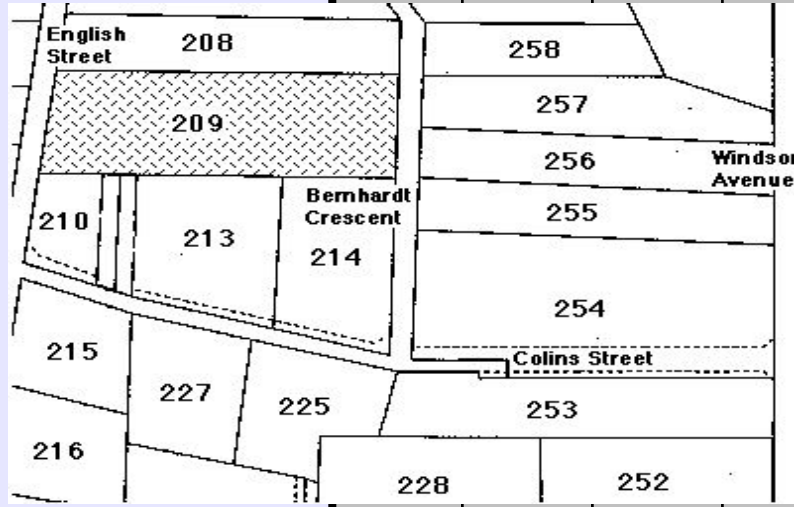 English
Street
208
258
209
257
256
Windsor
Avenue
Bernhardt
Crescent
255
210
213
214
254
215
Colins Street
227
225
253
216
228
252